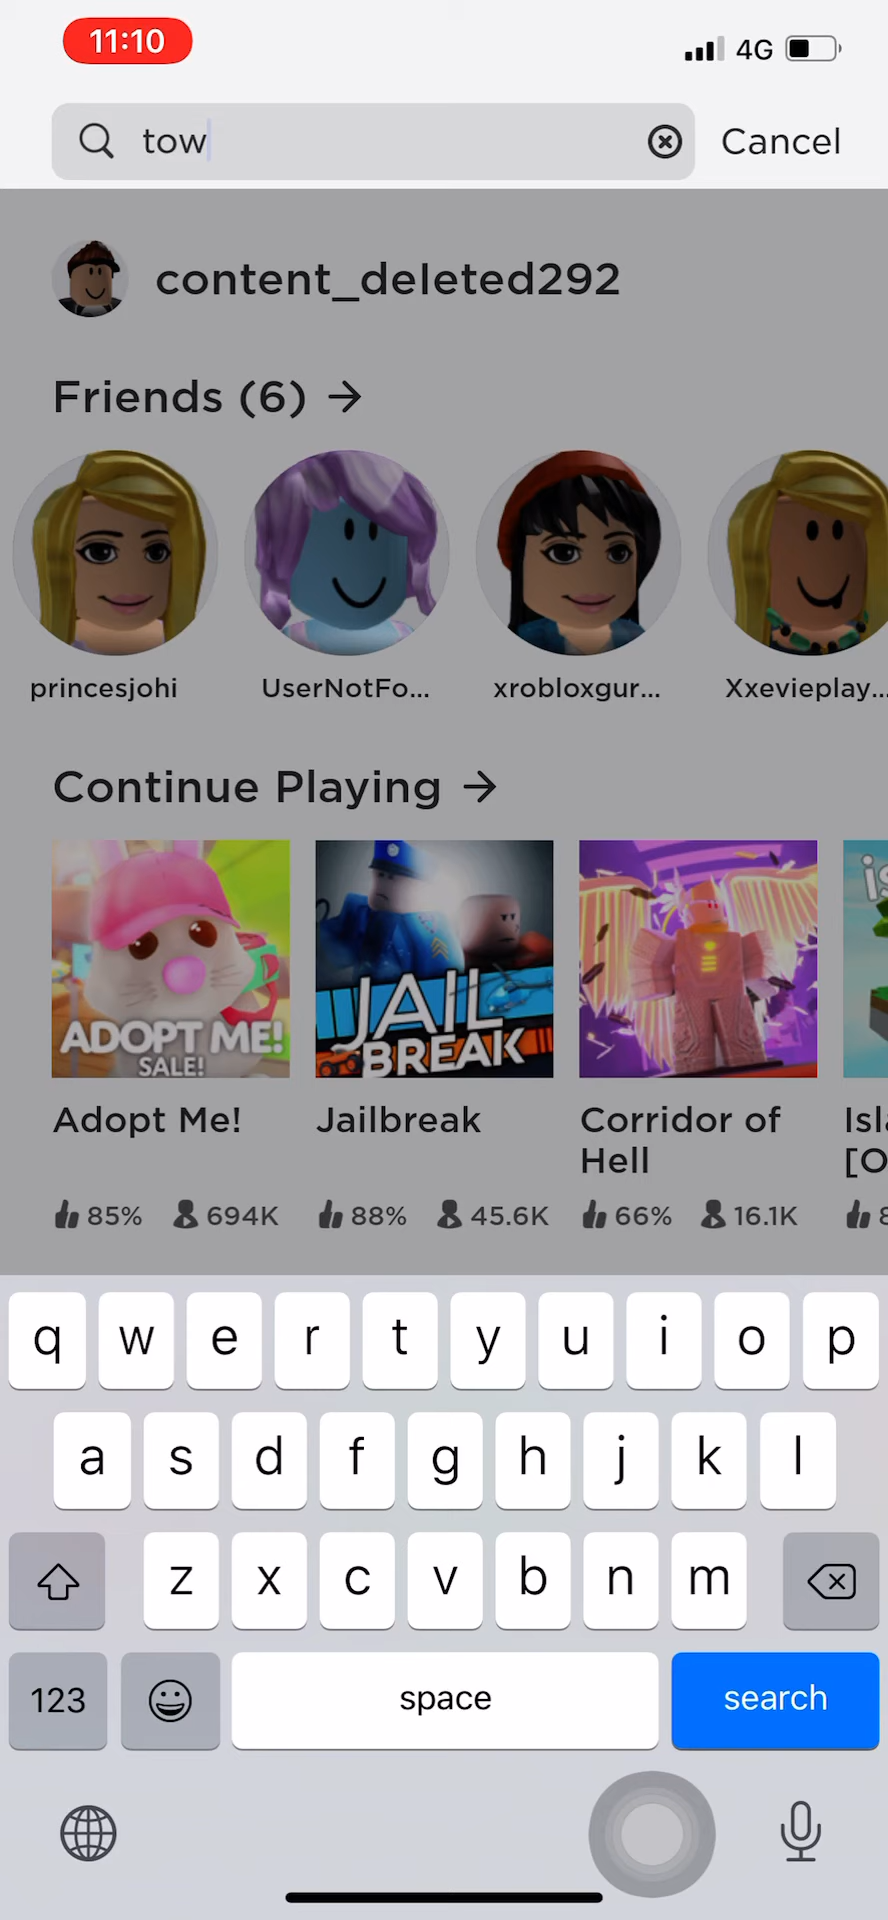 11:10 4G
tow Cancel
content_deleted292
Friends (6) →
princesjohi UserNotFo... xrobloxgur... Xxevieplay...
Continue Playing →
ADOPT ME!
SALE!
JAIL
BREAK
Adopt Me! Jailbreak Corridor of
Hell
[O
85% 694K 88% 45.6K 66% 16.1K
q w e r t y u i o p
a s d f g h j k l
z x c v b n m
123 space search